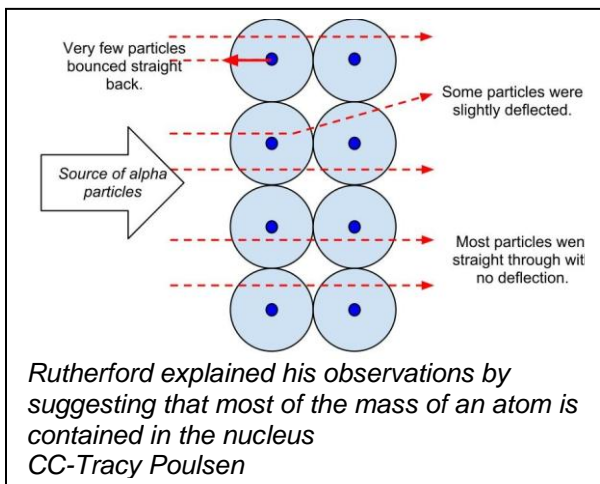 Very few particles
bounced straight
back.
Some particles were
slightly deflected.
Source of alpha
particles
Most particles wen
straight through wit
no deflection.
Rutherford explained his observations by
suggesting that most of the mass of an atom is
contained in the nucleus
CC-Tracy Poulsen